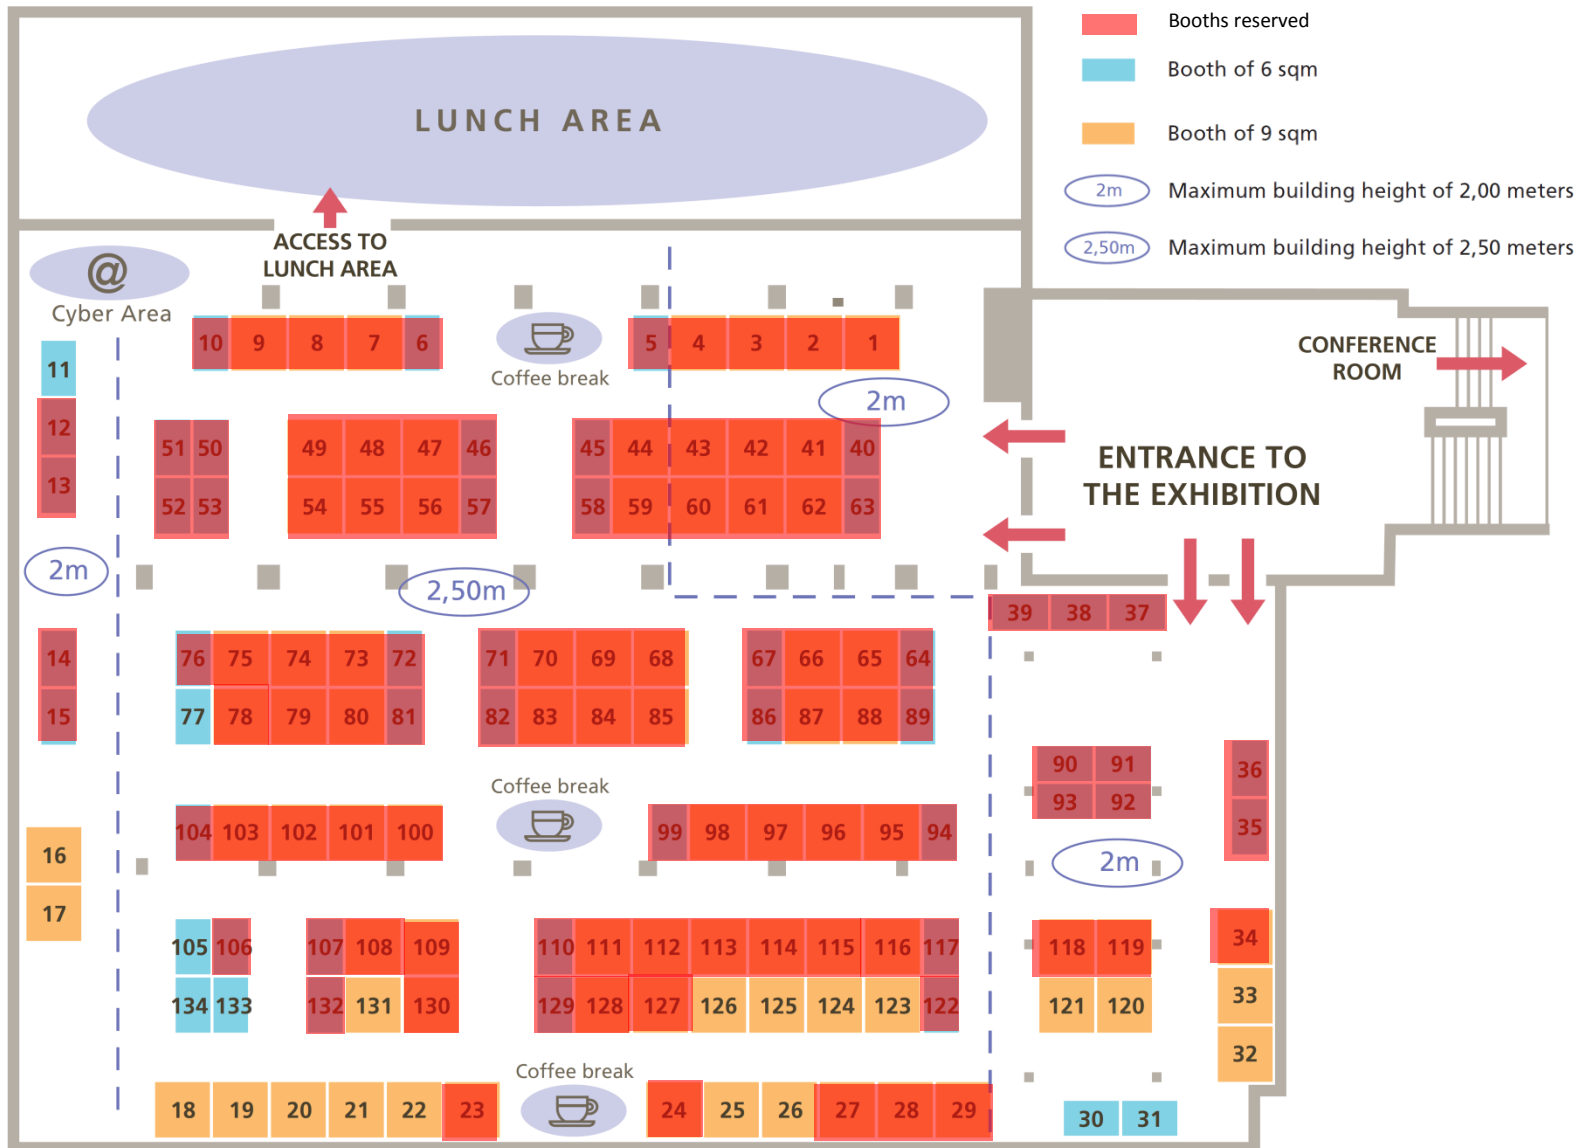 Booths reserved
Booth of 6 sqm
LUNCH AREA
Booth of 9 sqm
2m Maximum building height of 2,00 meters
2,50m Maximum building height of 2,50 meters
ACCESS TO
LUNCH AREA
@
Cyber Area
10 9 8 7 6
Coffee break
5 4 3 2 1
CONFERENCE
ROOM
11
2m
12
13
51 50 49 48 47 46 45 44 43 42 41 40
52 53 54 55 56 57 58 59 60 61 62 63
ENTRANCE TO
THE EXHIBITION
2m
2,50m
39 38 37
14 76 75 74 73 72 71 70 69 68 67 66 65 64
15 77 78 79 80 81 82 83 84 85 86 87 88 89
90 91 36
93 92 35
Coffee break
104 103 102 101 100 99 98 97 96 95 94
16
17
2m
105 106 107 108 109 110 111 112 113 114 115 116 117 118 119 34
134 133 132 131 130 129 128 127 126 125 124 123 122 121 120 33
32
Coffee break
18 19 20 21 22 23 24 25 26 27 28 29 30 31